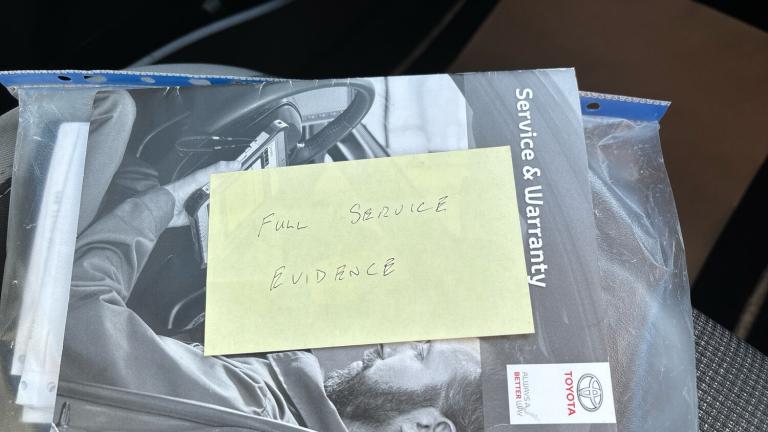 FULL SERVICE
EVIDENCE
Service & Warranty
TOYOTA
ALWAYS A
BETTER WAY